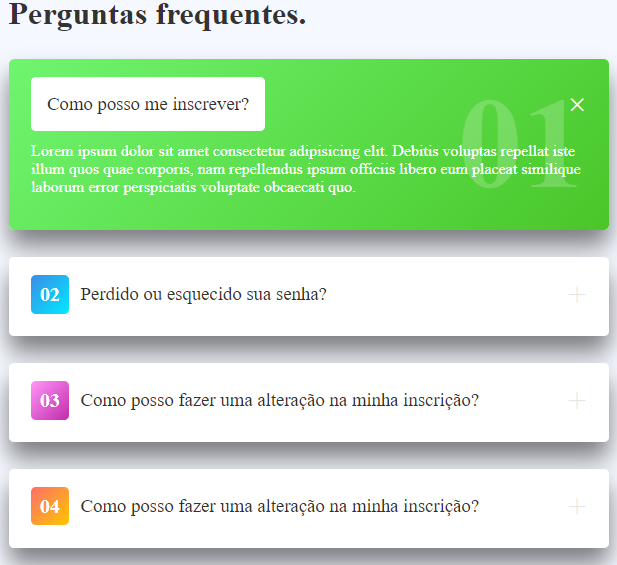 Perguntas frequentes.
Como posso me inscrever?
01
Lorem ipsum dolor sit amet consectetur adipisicing elit. Debitis voluptas repellat iste
illum quos quae corporis, nam repellendus ipsum officiis libero eum placeat similique
laborum error perspiciatis voluptate obcaecati quo.
02 Perdido ou esquecido sua senha?
03 Como posso fazer uma alteração na minha inscrição?
04 Como posso fazer uma alteração na minha inscrição?